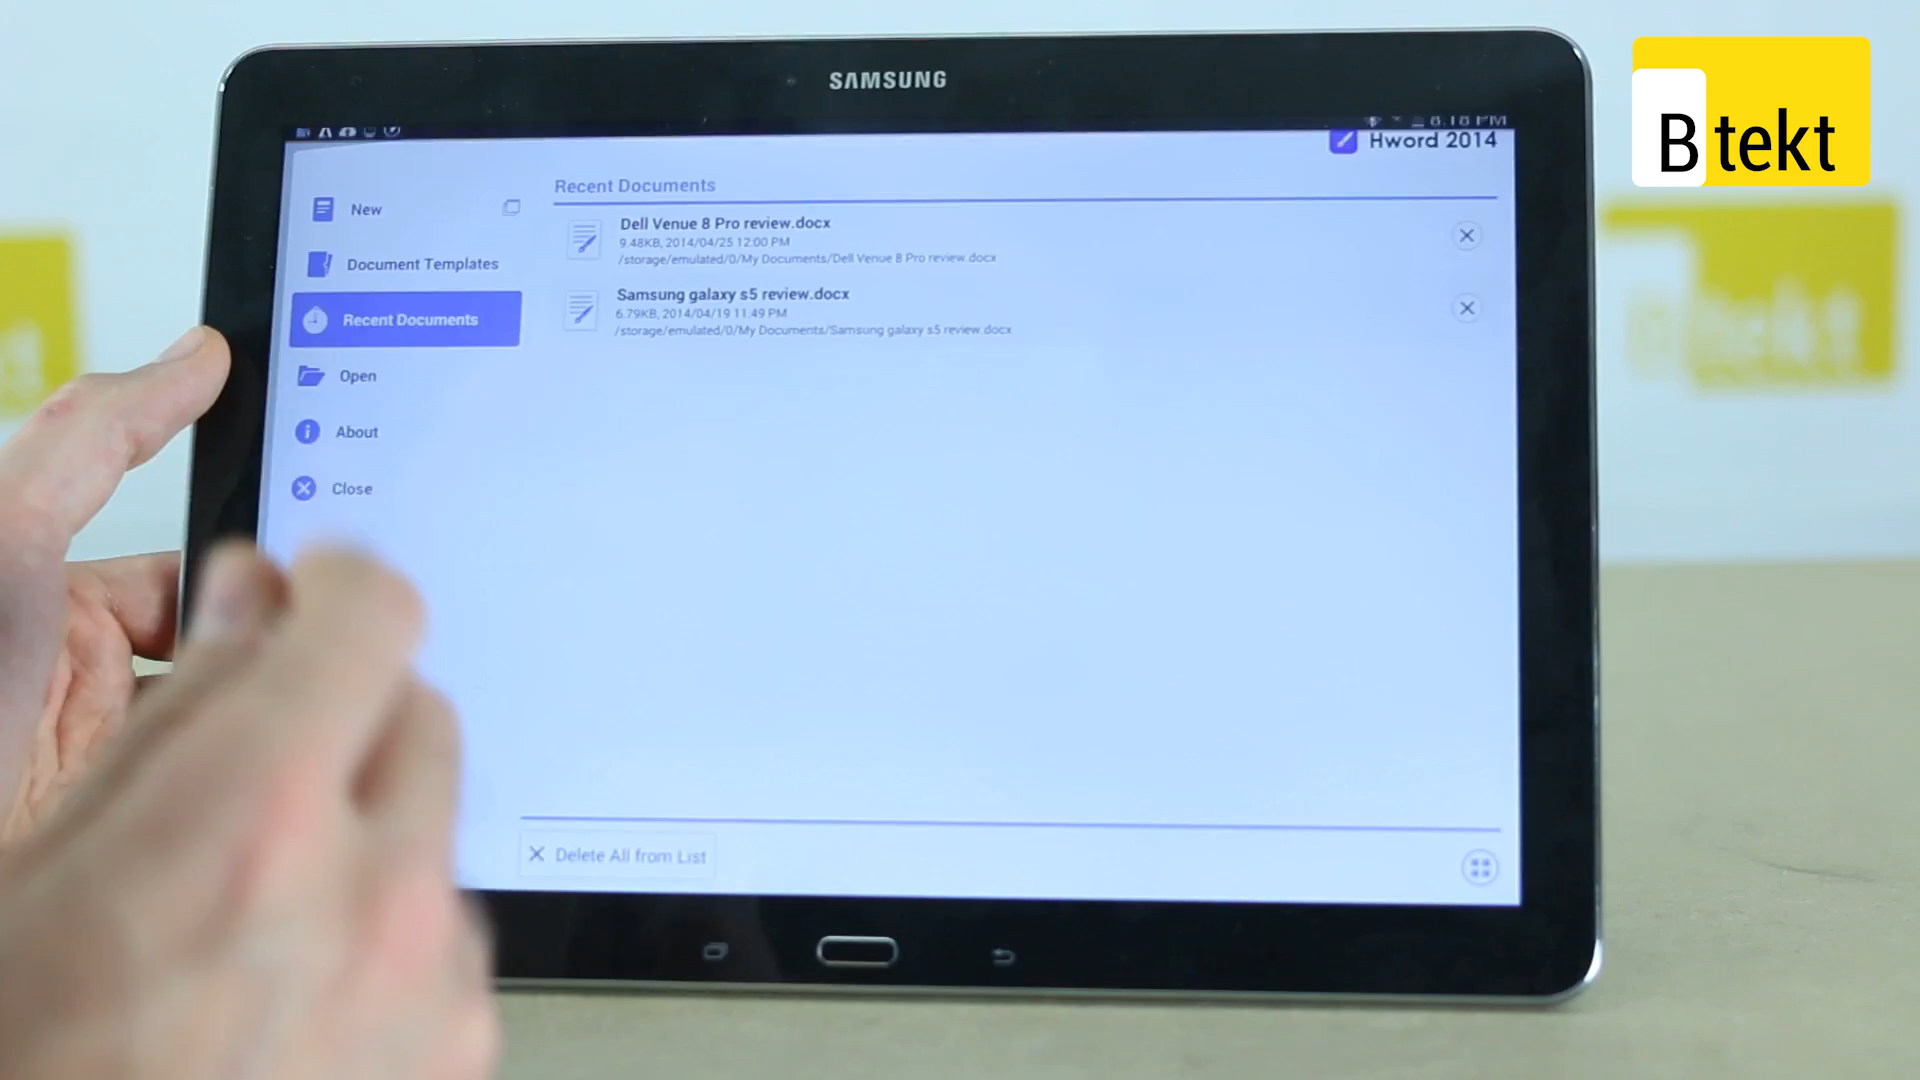 SAMSUNG
B tekt
8:18 PM
Hword 2014
New
Document Templates
Recent Documents
Open
About
Close
Recent Documents
Dell Venue 8 Pro review.docx
9.48KB, 2014/04/25 12:00 PM
/storage/emulated/0/My Documents/Dell Venue 8 Pro review.docx
Samsung galaxy s5 review.docx
6.79KB, 2014/04/19 11:49 PM
/storage/emulated/0/My Documents/Samsung galaxy s5 review.docx
Delete All from List